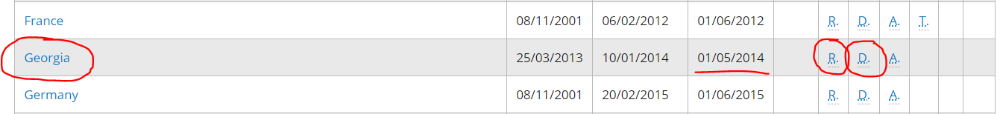 France 08/11/2001 06/02/2012 01/06/2012 R. D. A. T.
Georgia 25/03/2013 10/01/2014 01/05/2014 R. D. A.
Germany 08/11/2001 20/02/2015 01/06/2015 R. D. A.